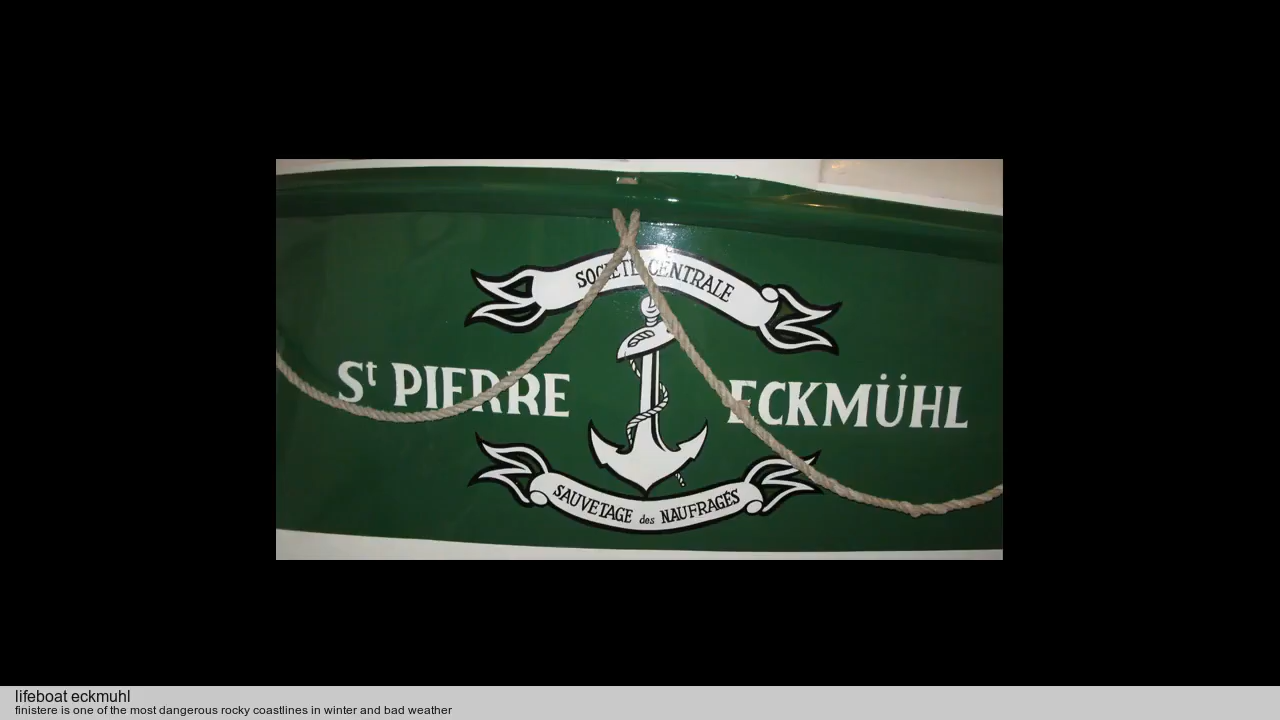 SOCIÉTÉ CENTRALE
St PIERRE ECKMÜHL
SAUVETAGE des NAUFRAGÉS
lifeboat eckmuhl
finistere is one of the most dangerous rocky coastlines in winter and bad weather